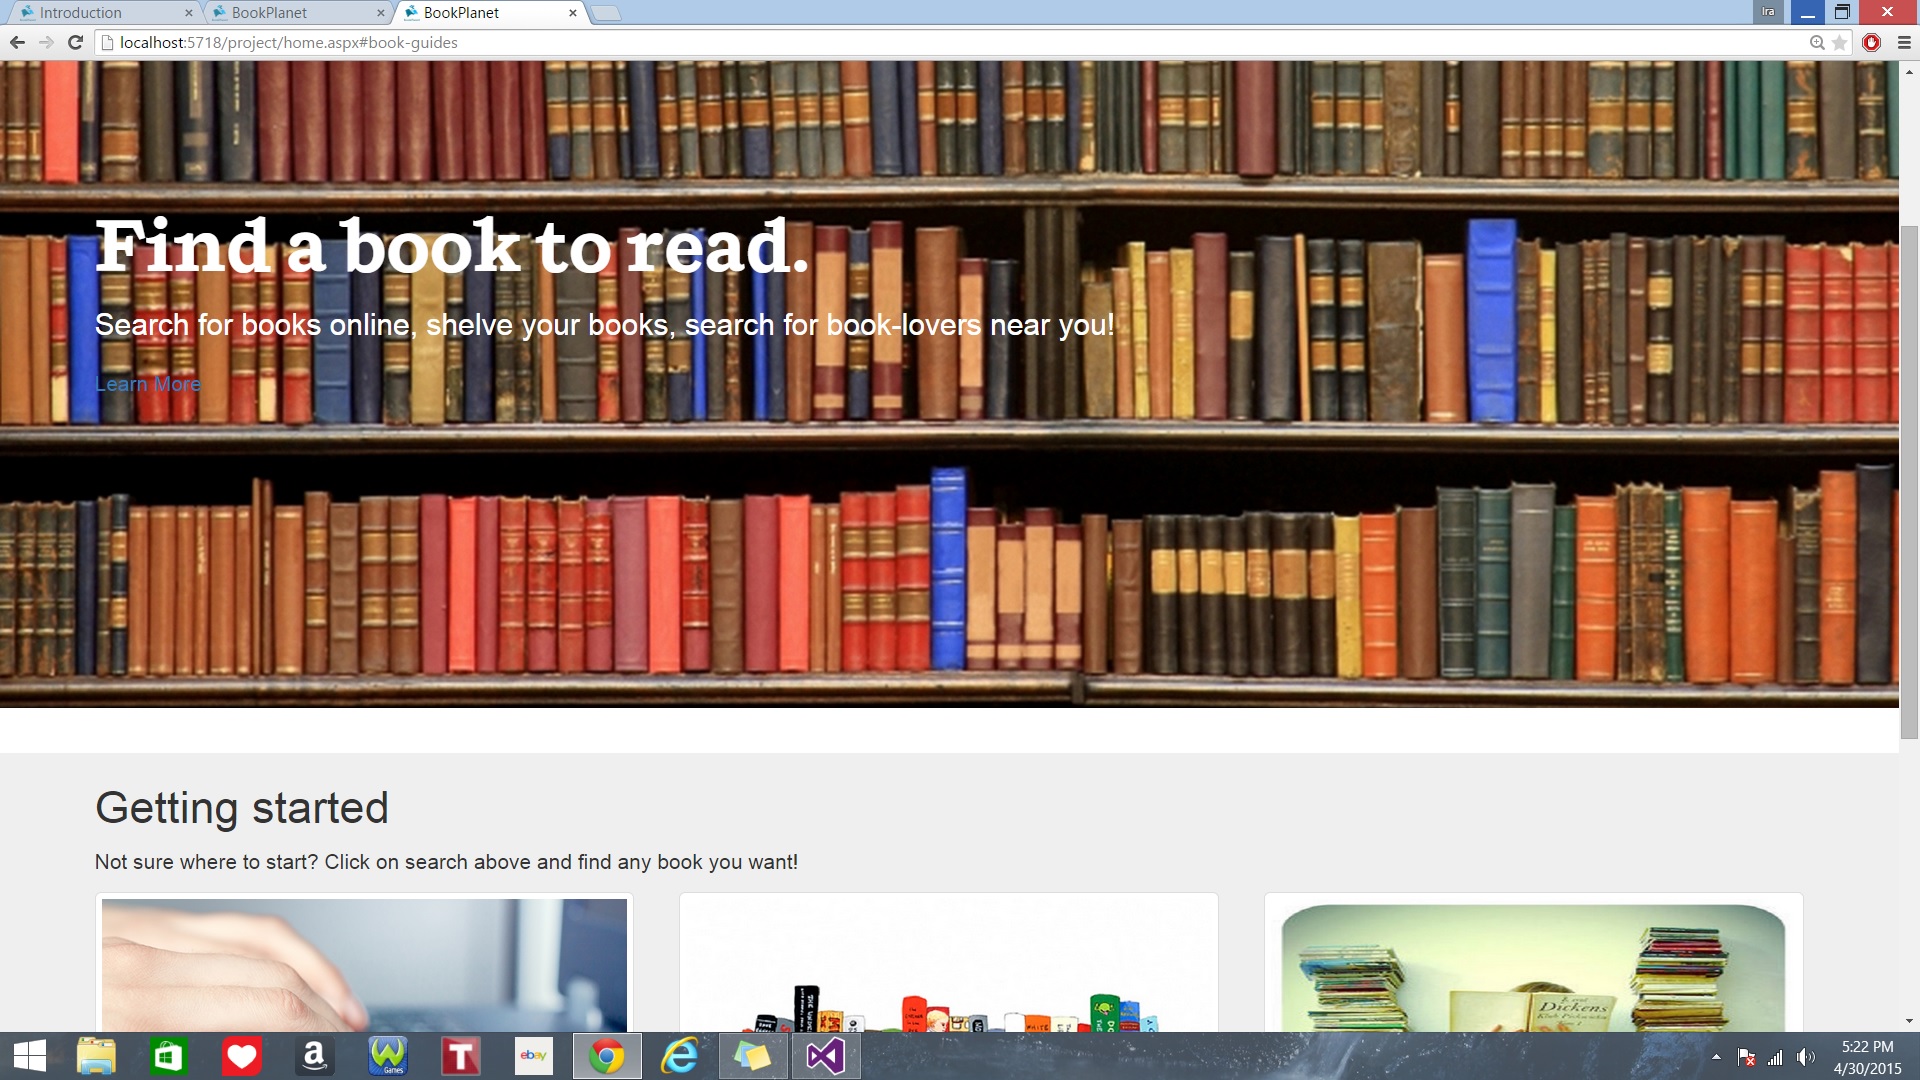 Introduction
BookPlanet
BookPlanet
Ira
localhost:5718/project/home.aspx#book-guides
Find a book to read.
Search for books online, shelve your books, search for book-lovers near you!
Learn More
Getting started
Not sure where to start? Click on search above and find any book you want!
Dickens
a
W
Games
T
ebay
e
5:22 PM
4/30/2015